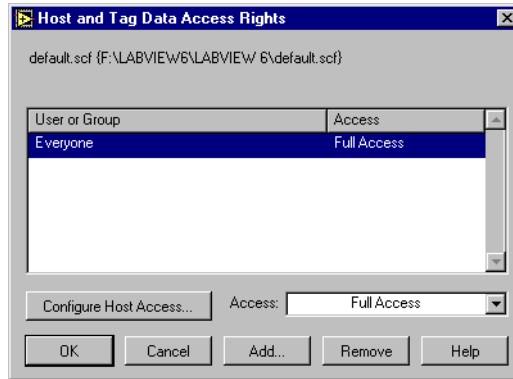 Host and Tag Data Access Rights
default.scf {F:\LABVIEW6\LABVIEW 6\default.scf}
User or Group Access
Everyone Full Access
Configure Host Access... Access: Full Access
OK Cancel Add... Remove Help